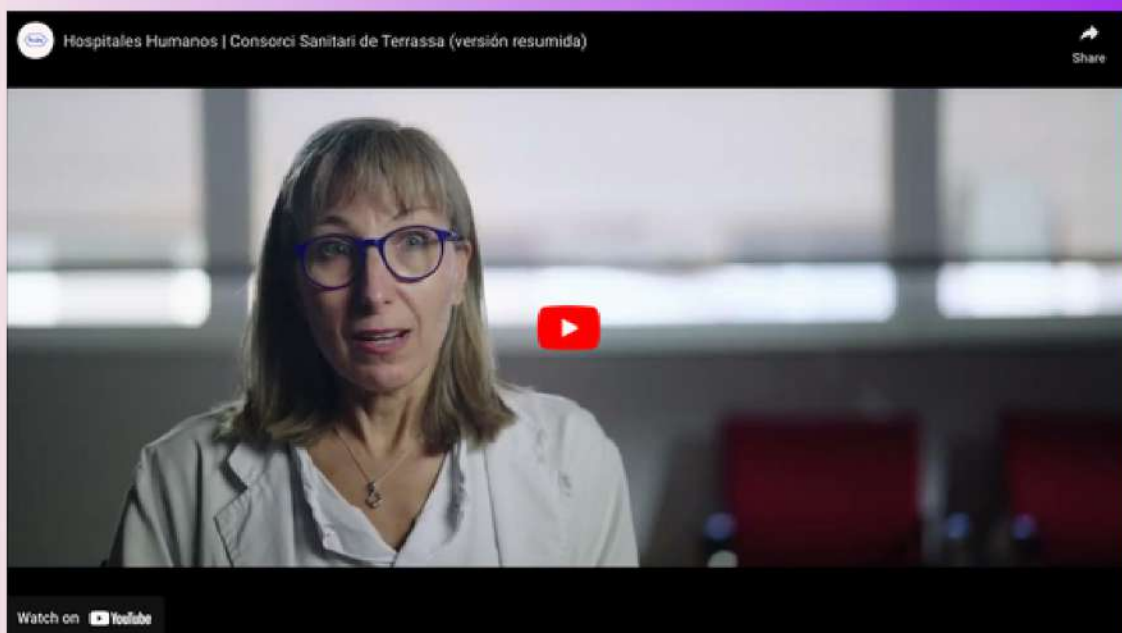 Hospitales Humanos | Consorci Sanitari de Terrassa (versión resumida)
Share
Watch on YouTube